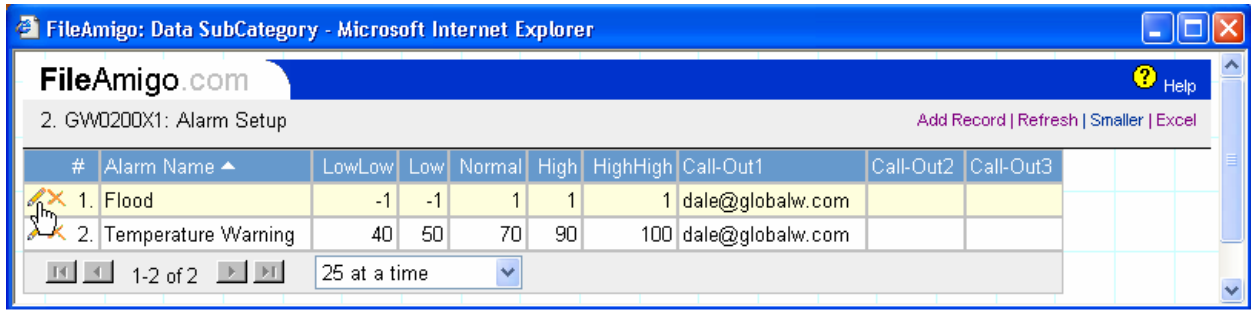 FileAmigo: Data SubCategory - Microsoft Internet Explorer
FileAmigo.com ? Help
2. GW0200X1: Alarm Setup Add Record | Refresh | Smaller | Excel
# Alarm Name LowLow Low Normal High HighHigh Call-Out1 Call-Out2 Call-Out3
1. Flood -1 -1 1 1 1 dale@globalw.com
2. Temperature Warning 40 50 70 90 100 dale@globalw.com
1-2 of 2 25 at a time